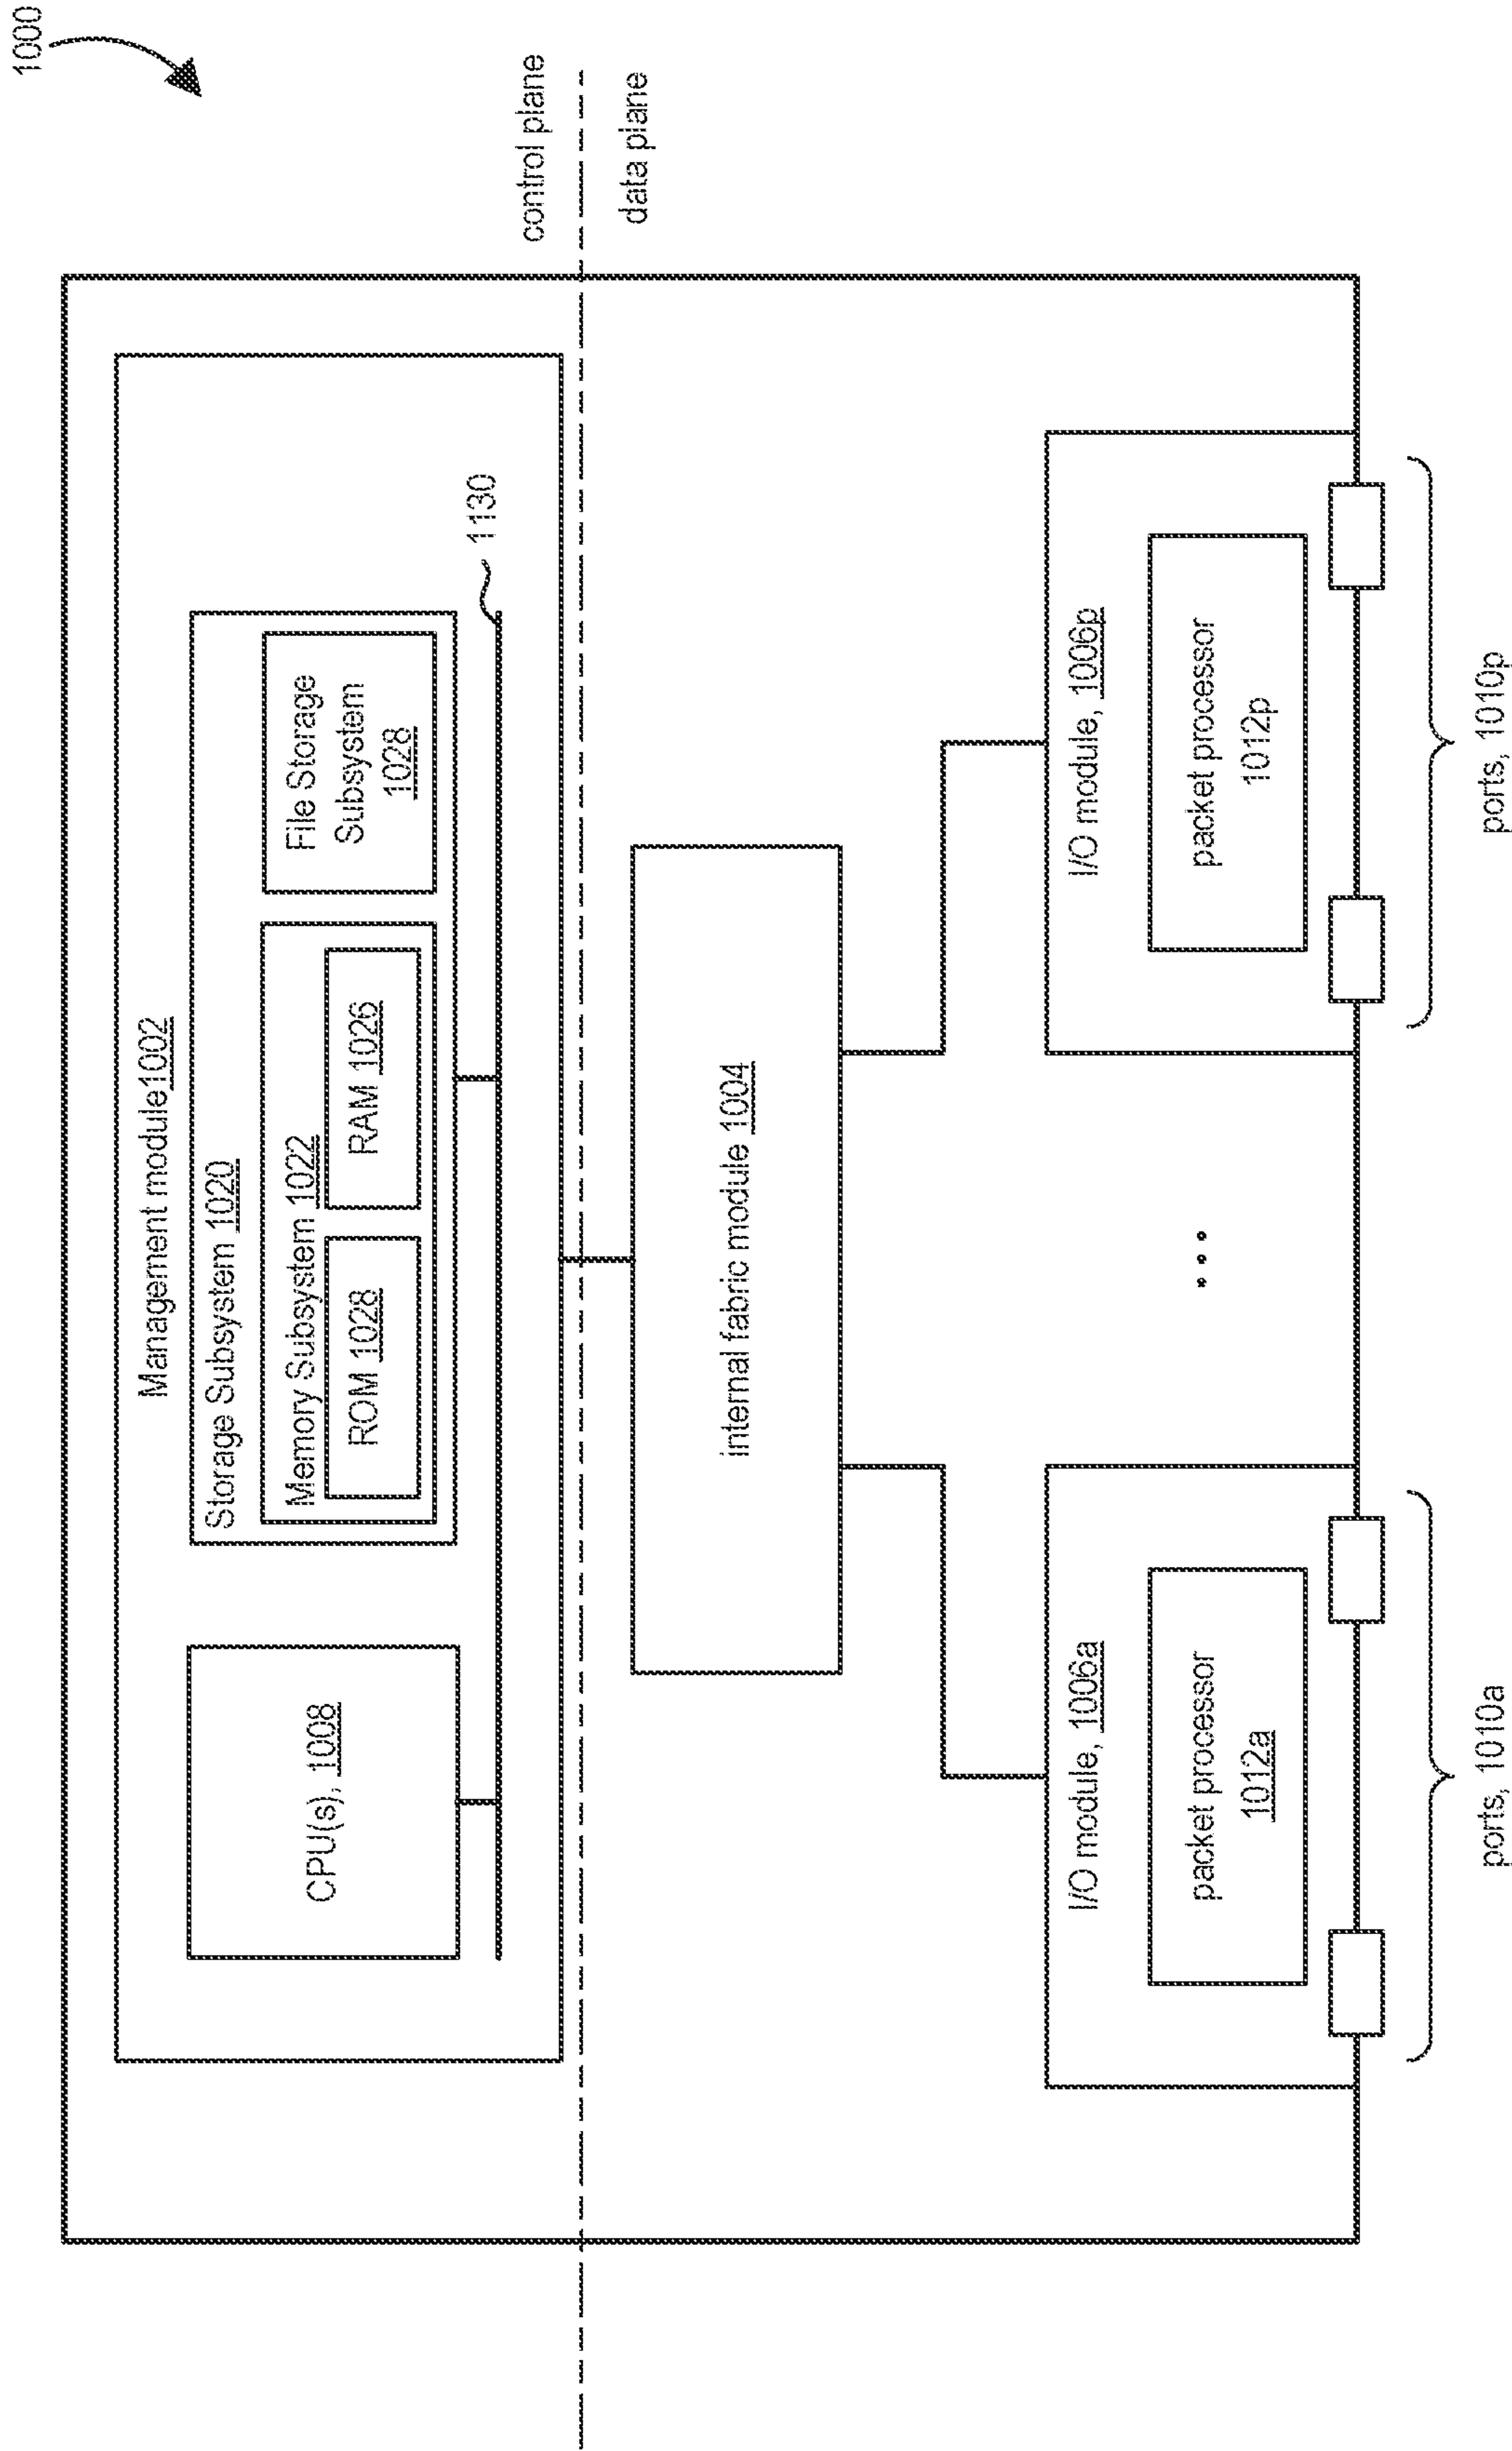 1000
control plane
data plane
Management module1002
Storage Subsystem 1020
Memory Subsystem 1022
ROM 1028
RAM 1026
File Storage
Subsystem
1028
CPU(s), 1008
1130
internal fabric module 1004
I/O module, 1006a
packet processor
1012a
ports, 1010a
...
I/O module, 1006p
packet processor
1012p
ports, 1010p